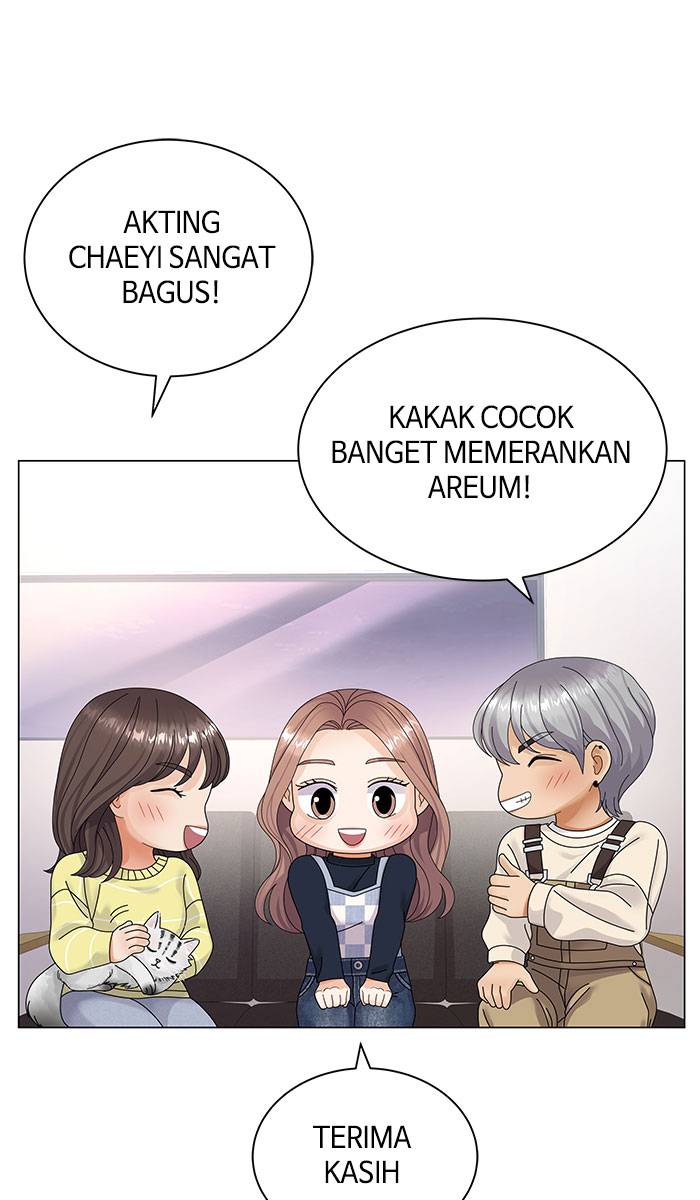 AKTING
CHAEYI SANGAT
BAGUS!
KAKAK COCOK
BANGET MEMERANKAN
AREUM!
TERIMA
KASIH